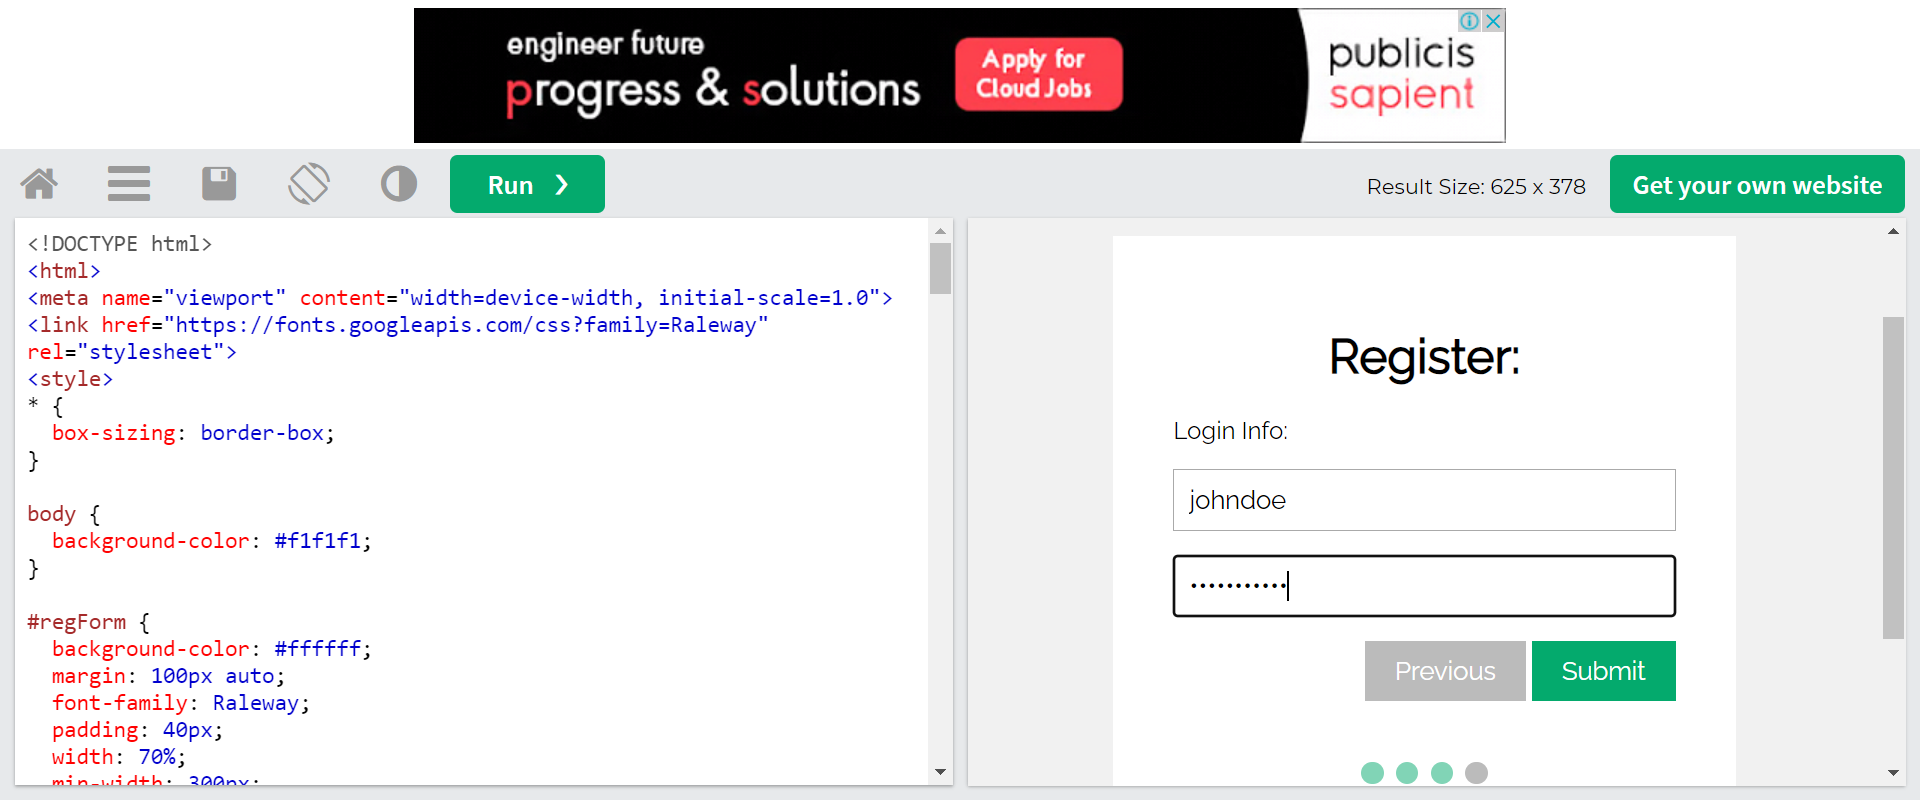 engineer future
progress & solutions
Apply for
Cloud Jobs
publicis
sapient
Run ❯
Result Size: 625 x 378
Get your own website
<!DOCTYPE html>
<html>
<meta name="viewport" content="width=device-width, initial-scale=1.0">
<link href="https://fonts.googleapis.com/css?family=Raleway"
rel="stylesheet">
<style>
* {
  box-sizing: border-box;
}
body {
  background-color: #f1f1f1;
}
#regForm {
  background-color: #ffffff;
  margin: 100px auto;
  font-family: Raleway;
  padding: 40px;
  width: 70%;
  min-width: 300px;
Register:
Login Info:
johndoe
•••••••••••
Previous
Submit